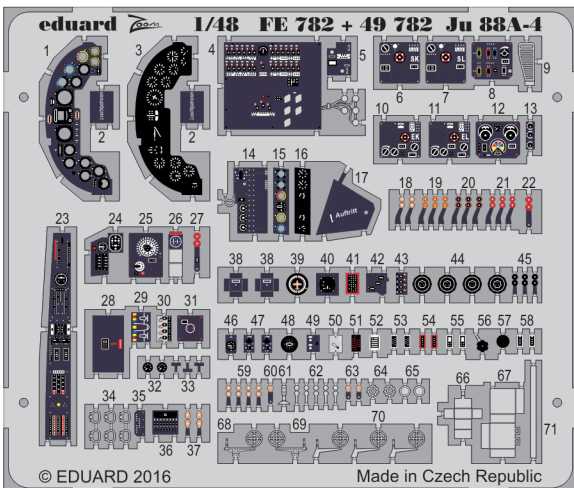 eduard Zoom 1/48 FE 782 + 49 782 Ju 88A-4
1 3 4 5 6 7 8 9
SK SL
2 2
10 11 12 13
EK EL
14 15 16 17
Auftritt
18 19 20 21 22
23 24 25 26 27
38 38 39 40 41 42 43 44 45
28 29 30 31
46 47 48 49 50 51 52 53 54 55 56 57 58
32 33
59 60 61 62 63 64 65
66 67
34 35 36 37
68 69 70 71
© EDUARD 2016 Made in Czech Republic